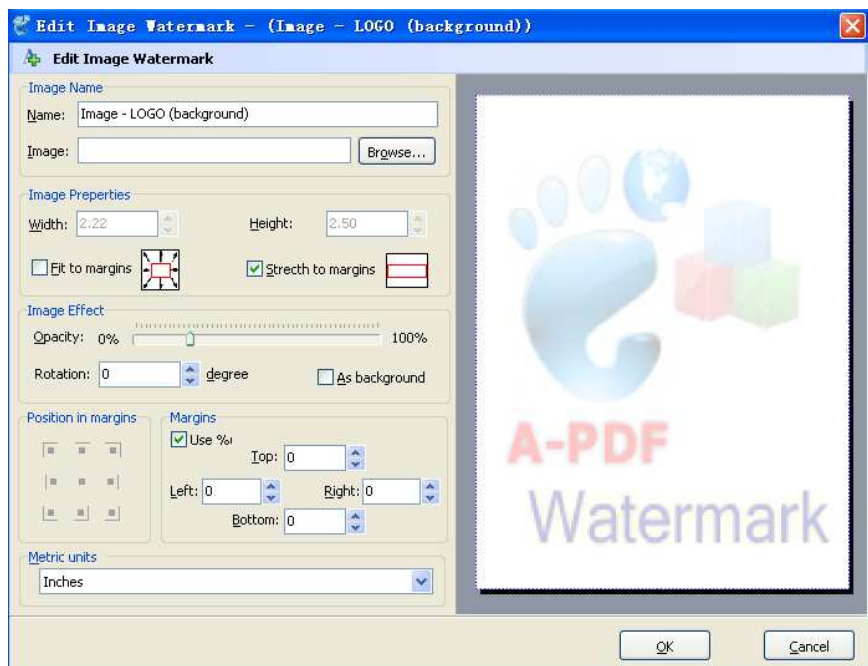 Edit Image Watermark - (Image - LOGO (background))
Edit Image Watermark
Image Name
Name: Image - LOGO (background)
Image: Browse...
Image Preperties
Width: 2.22 Height: 2.50
Fit to margins Strecth to margins
Image Effect
Opacity: 0% 100%
Rotation: 0 degree As background
Position in margins
Margins
Use %
Top: 0
Left: 0 Right: 0
Bottom: 0
Metric units
Inches
A-PDF
Watermark
OK Cancel